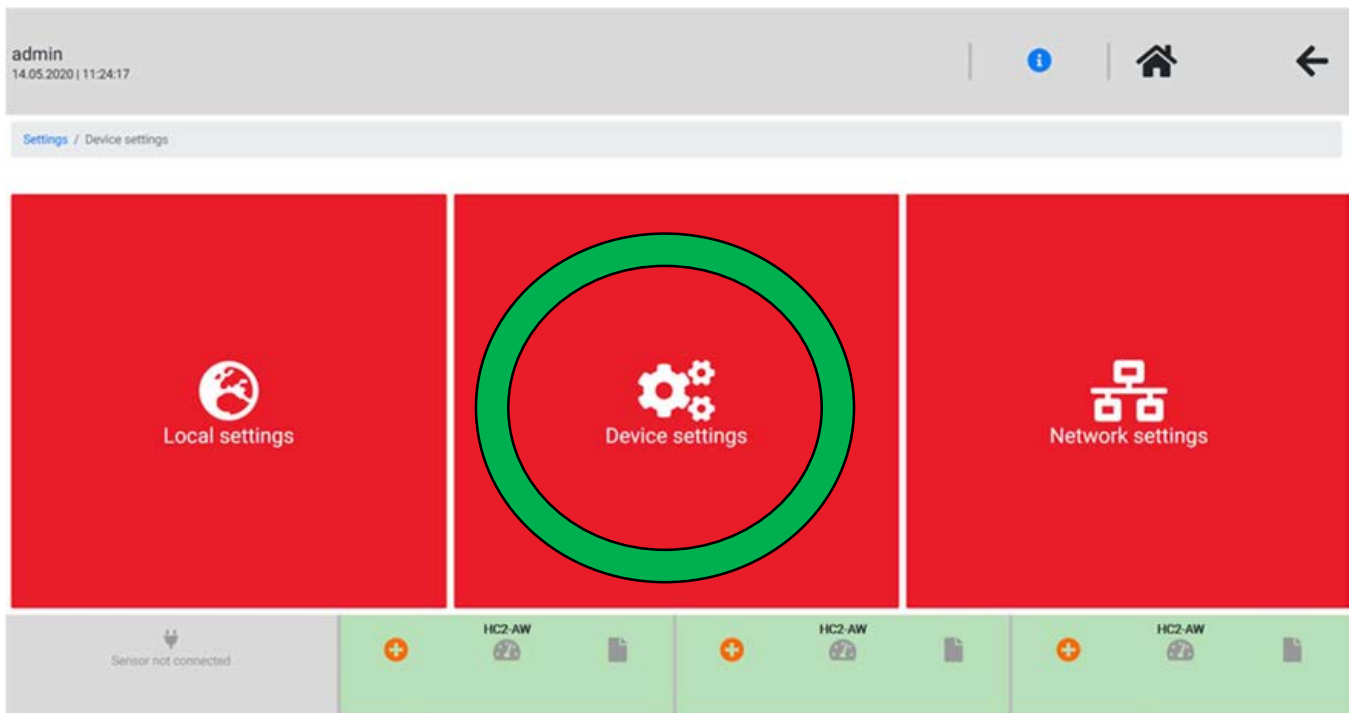 admin
14.05.2020 | 11:24:17
Settings / Device settings
Local settings
Device settings
Network settings
Sensor not connected
HC2-AW
HC2-AW
HC2-AW